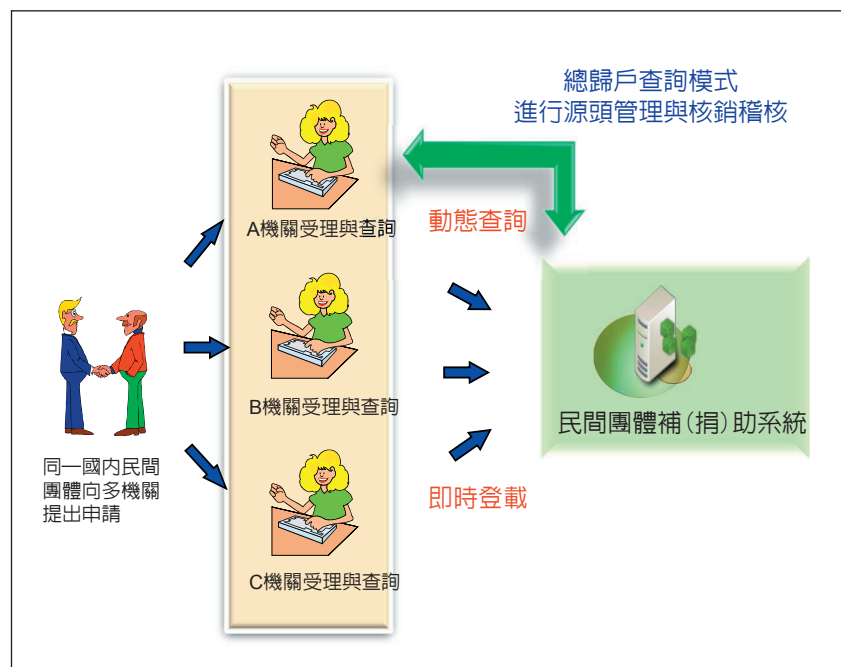 總歸戶查詢模式
進行源頭管理與核銷稽核
A機關受理與查詢
動態查詢
B機關受理與查詢
民間團體補(捐)助系統
同一國内民間
團體向多機關
提出申請
即時登載
C機關受理與查詢